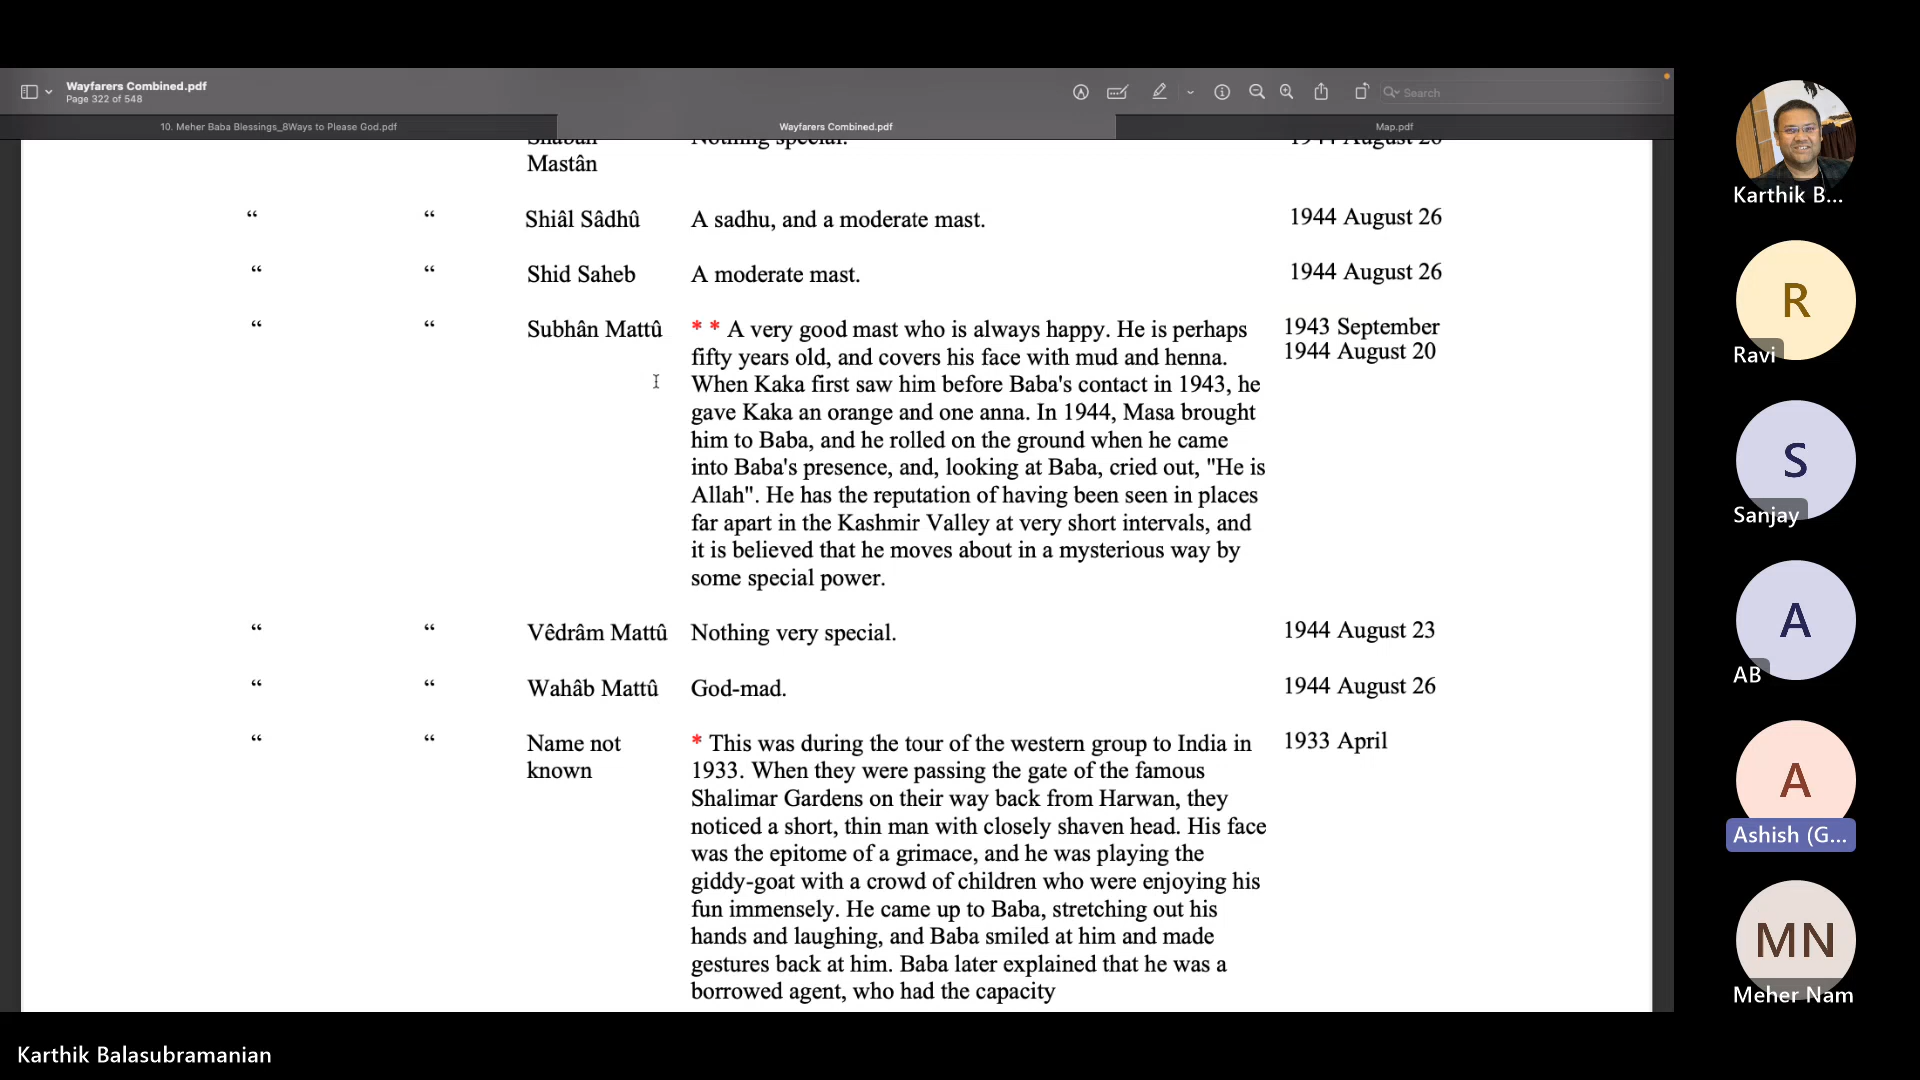 Wayfarers Combined.pdf
Page 322 of 548
Search
10. Meher Baba Blessings_8Ways to Please God.pdf
Wayfarers Combined.pdf
Map.pdf
Shâbân Nothing special. 1944 August 26
Mastân
“ “ Shiâl Sâdhû A sadhu, and a moderate mast. 1944 August 26
“ “ Shid Saheb A moderate mast. 1944 August 26
“ “ Subhân Mattû * * A very good mast who is always happy. He is perhaps 1943 September
fifty years old, and covers his face with mud and henna. 1944 August 20
When Kaka first saw him before Baba's contact in 1943, he
gave Kaka an orange and one anna. In 1944, Masa brought
him to Baba, and he rolled on the ground when he came
into Baba's presence, and, looking at Baba, cried out, "He is
Allah". He has the reputation of having been seen in places
far apart in the Kashmir Valley at very short intervals, and
it is believed that he moves about in a mysterious way by
some special power.
“ “ Vêdrâm Mattû Nothing very special. 1944 August 23
“ “ Wahâb Mattû God-mad. 1944 August 26
“ “ Name not * This was during the tour of the western group to India in 1933 April
known 1933. When they were passing the gate of the famous
Shalimar Gardens on their way back from Harwan, they
noticed a short, thin man with closely shaven head. His face
was the epitome of a grimace, and he was playing the
giddy-goat with a crowd of children who were enjoying his
fun immensely. He came up to Baba, stretching out his
hands and laughing, and Baba smiled at him and made
gestures back at him. Baba later explained that he was a
borrowed agent, who had the capacity
Karthik B...
R
Ravi
S
Sanjay
A
AB
A
Ashish (G...
MN
Meher Nam
Karthik Balasubramanian